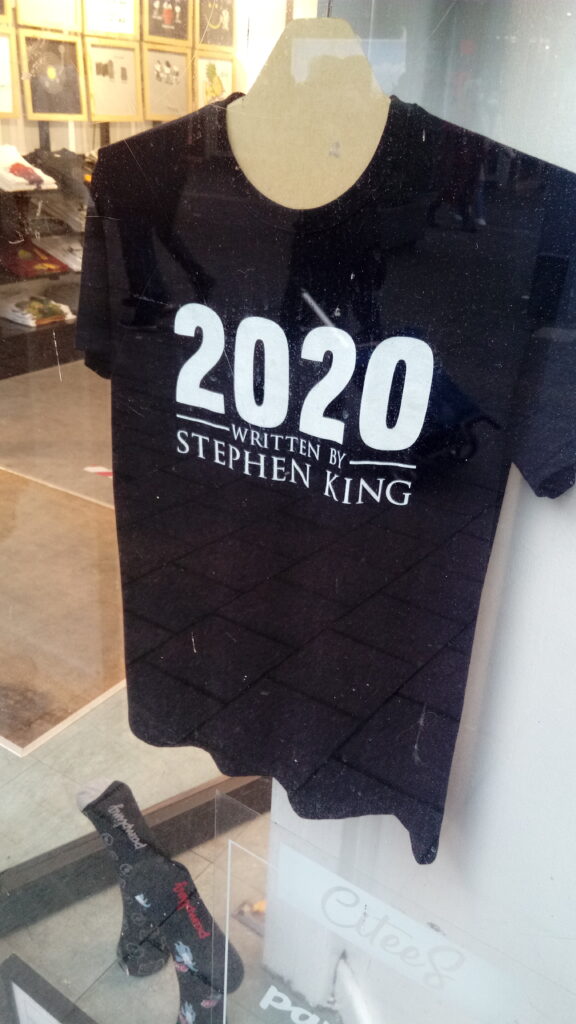 2020
WRITTEN BY
STEPHEN KING
CiteeS